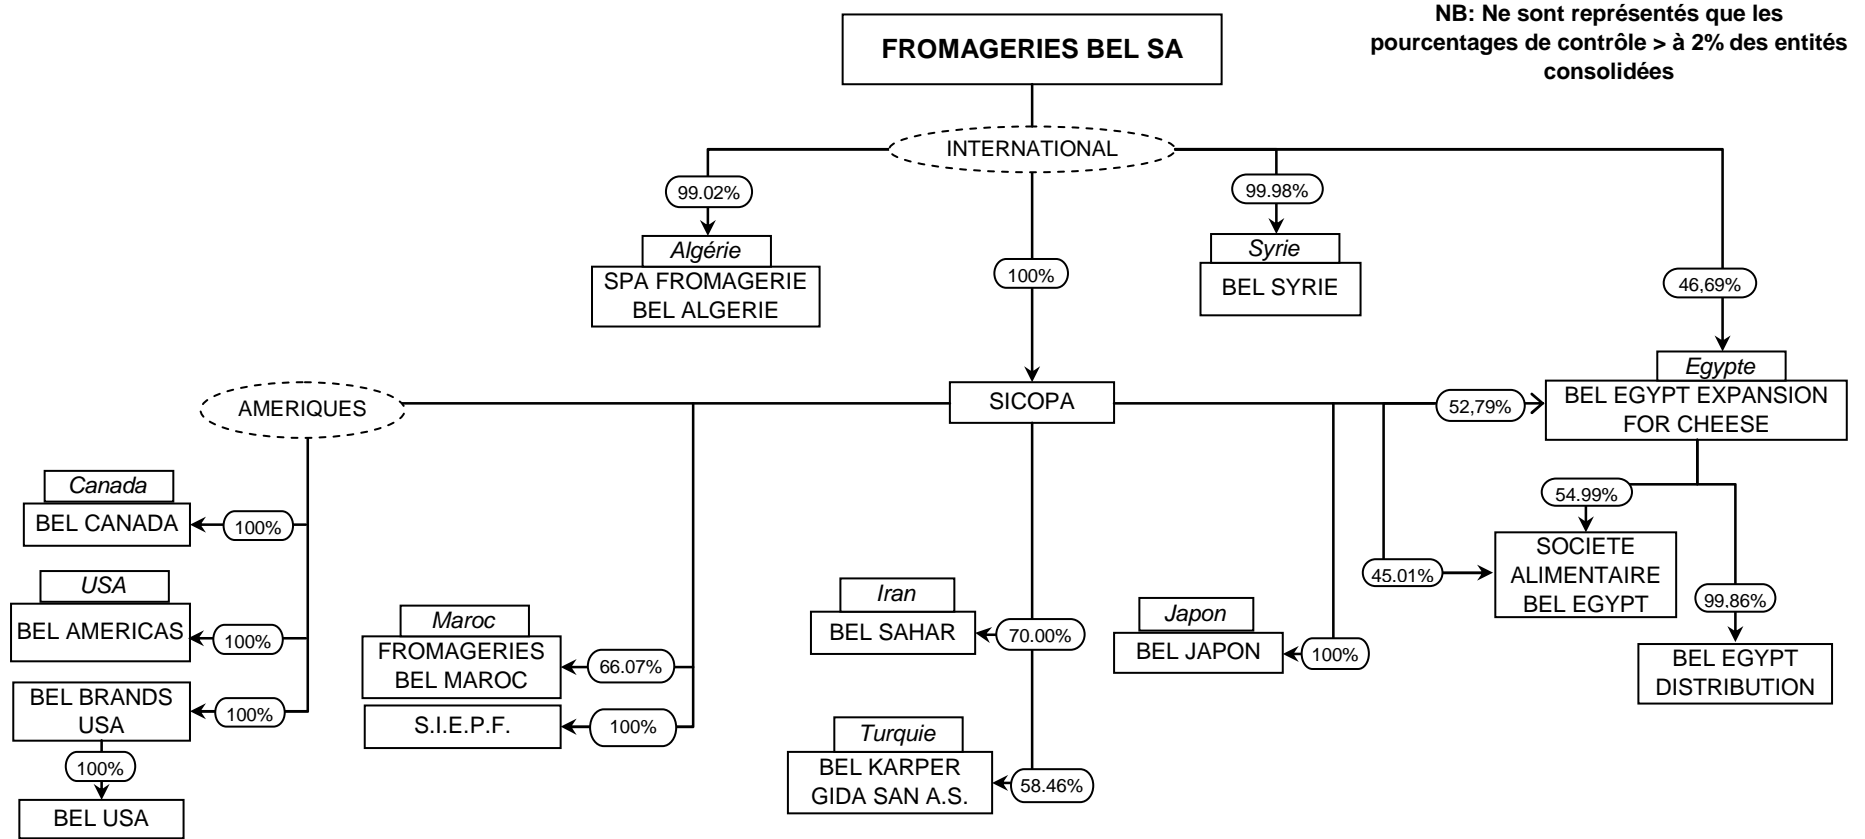 NB: Ne sont représentés que les
pourcentages de contrôle > à 2% des entités
consolidées
FROMAGERIES BEL SA
INTERNATIONAL
99.02%
99.98%
Algérie
SPA FROMAGERIE
BEL ALGERIE
100%
Syrie
BEL SYRIE
46,69%
Egypte
BEL EGYPT EXPANSION
FOR CHEESE
AMERIQUES
SICOPA
52,79%
Canada
BEL CANADA
100%
USA
BEL AMERICAS
100%
BEL BRANDS
USA
100%
100%
BEL USA
Maroc
FROMAGERIES
BEL MAROC
66.07%
S.I.E.P.F.
100%
Iran
BEL SAHAR
70.00%
Turquie
BEL KARPER
GIDA SAN A.S.
58.46%
Japon
BEL JAPON
100%
54.99%
45.01%
SOCIETE
ALIMENTAIRE
BEL EGYPT
99.86%
BEL EGYPT
DISTRIBUTION